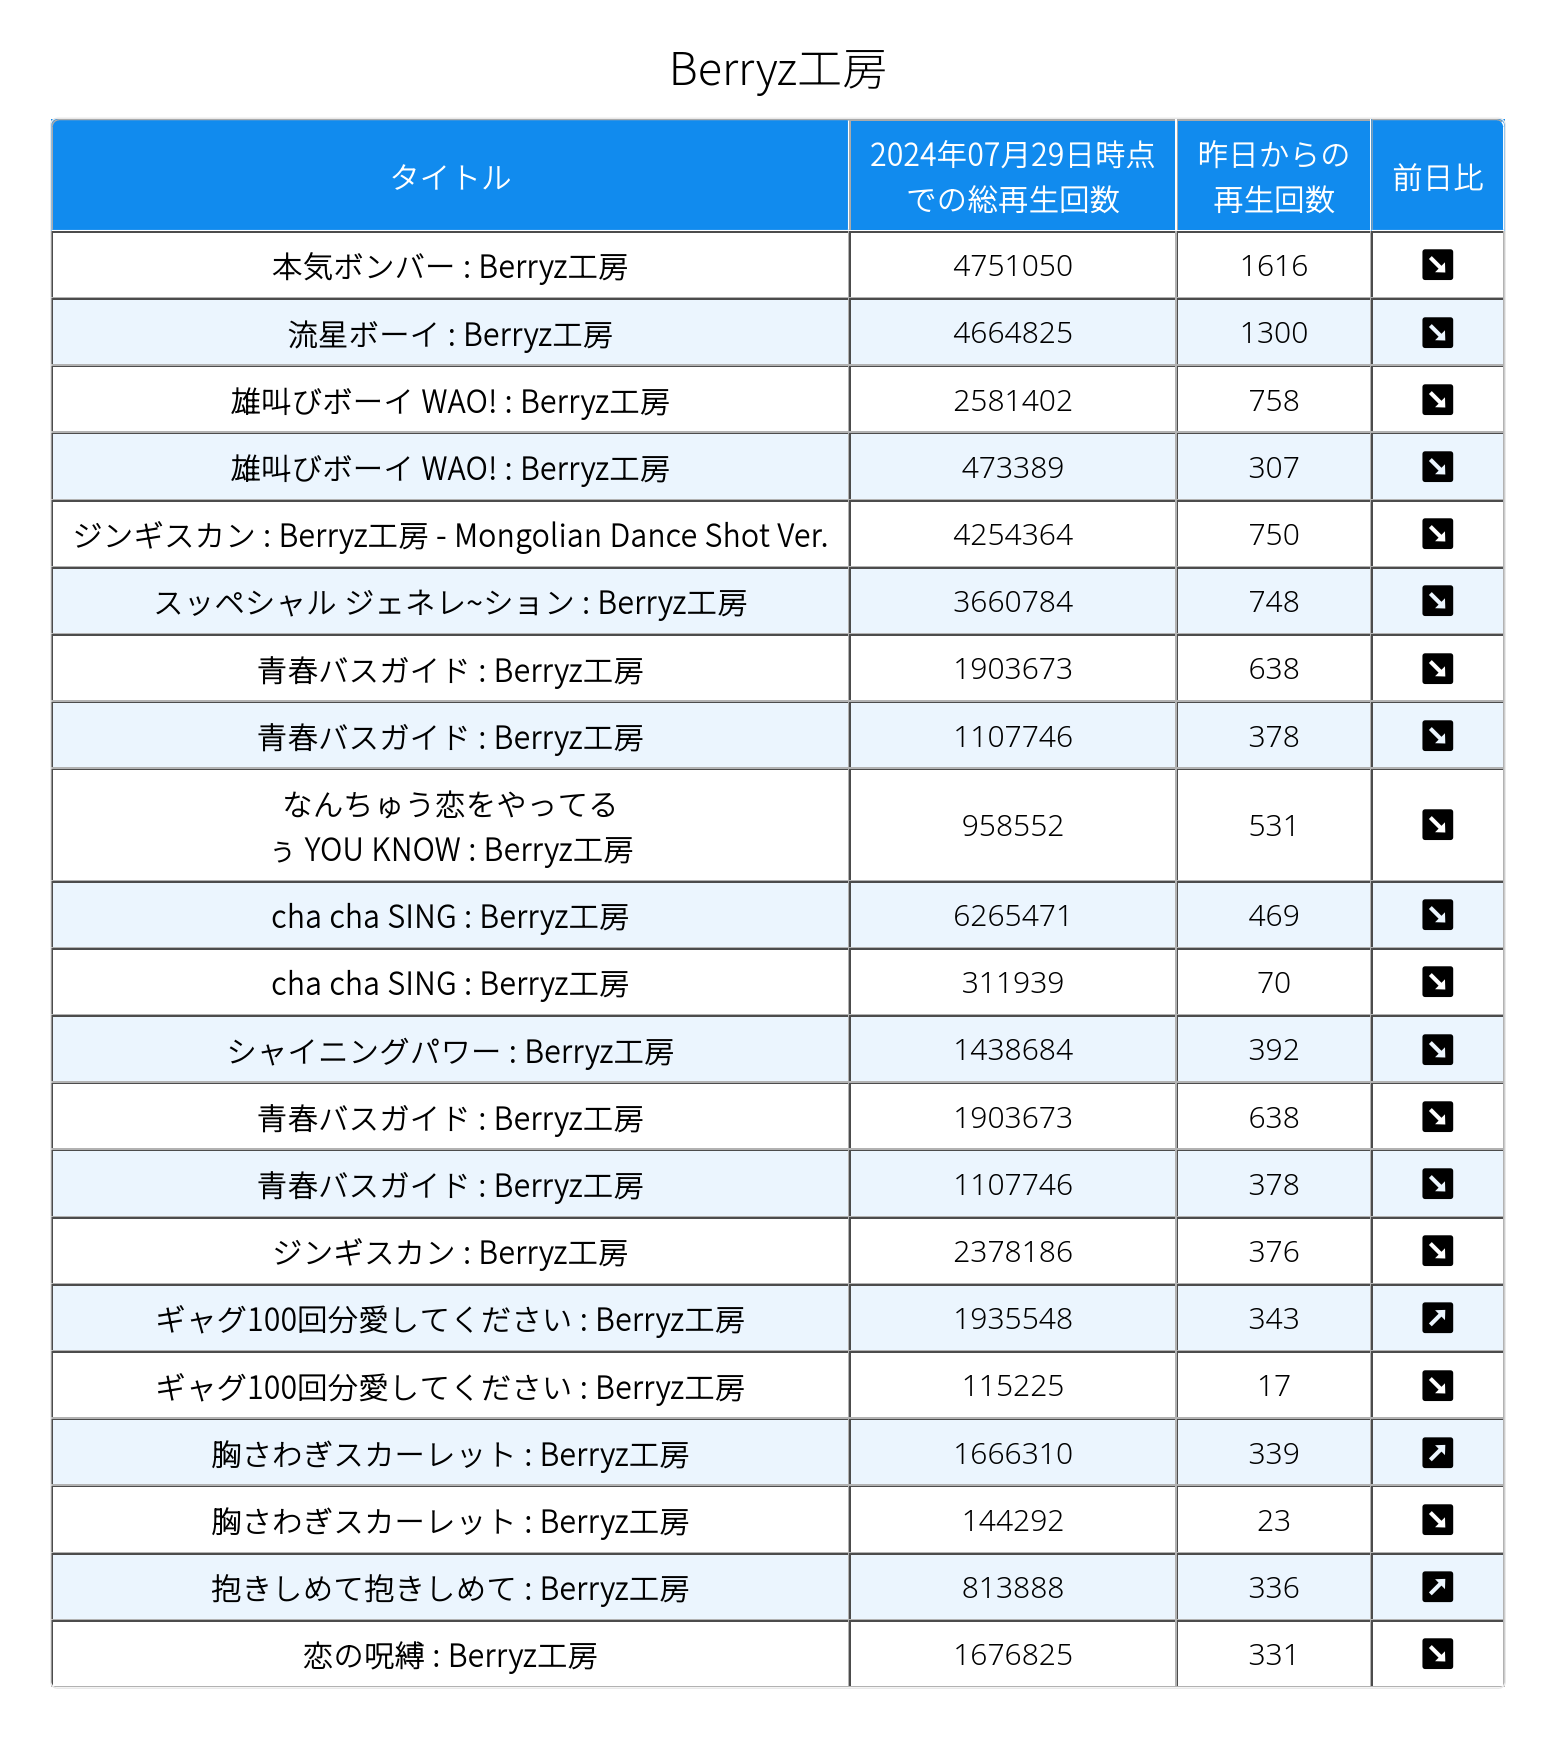 Berryz工房
タイトル
2024年07月29日時点
での総再生回数
昨日からの
再生回数
前日比
本気ボンバー : Berryz工房 4751050 1616
流星ボーイ : Berryz工房 4664825 1300
雄叫びボーイ WAO! : Berryz工房 2581402 758
雄叫びボーイ WAO! : Berryz工房 473389 307
ジンギスカン : Berryz工房 - Mongolian Dance Shot Ver. 4254364 750
スッペシャル ジェネレ~ション : Berryz工房 3660784 748
青春バスガイド : Berryz工房 1903673 638
青春バスガイド : Berryz工房 1107746 378
なんちゅう恋をやってる
ぅ YOU KNOW : Berryz工房 958552 531
cha cha SING : Berryz工房 6265471 469
cha cha SING : Berryz工房 311939 70
シャイニングパワー : Berryz工房 1438684 392
青春バスガイド : Berryz工房 1903673 638
青春バスガイド : Berryz工房 1107746 378
ジンギスカン : Berryz工房 2378186 376
ギャグ100回分愛してください : Berryz工房 1935548 343
ギャグ100回分愛してください : Berryz工房 115225 17
胸さわぎスカーレット : Berryz工房 1666310 339
胸さわぎスカーレット : Berryz工房 144292 23
抱きしめて抱きしめて : Berryz工房 813888 336
恋の呪縛 : Berryz工房 1676825 331